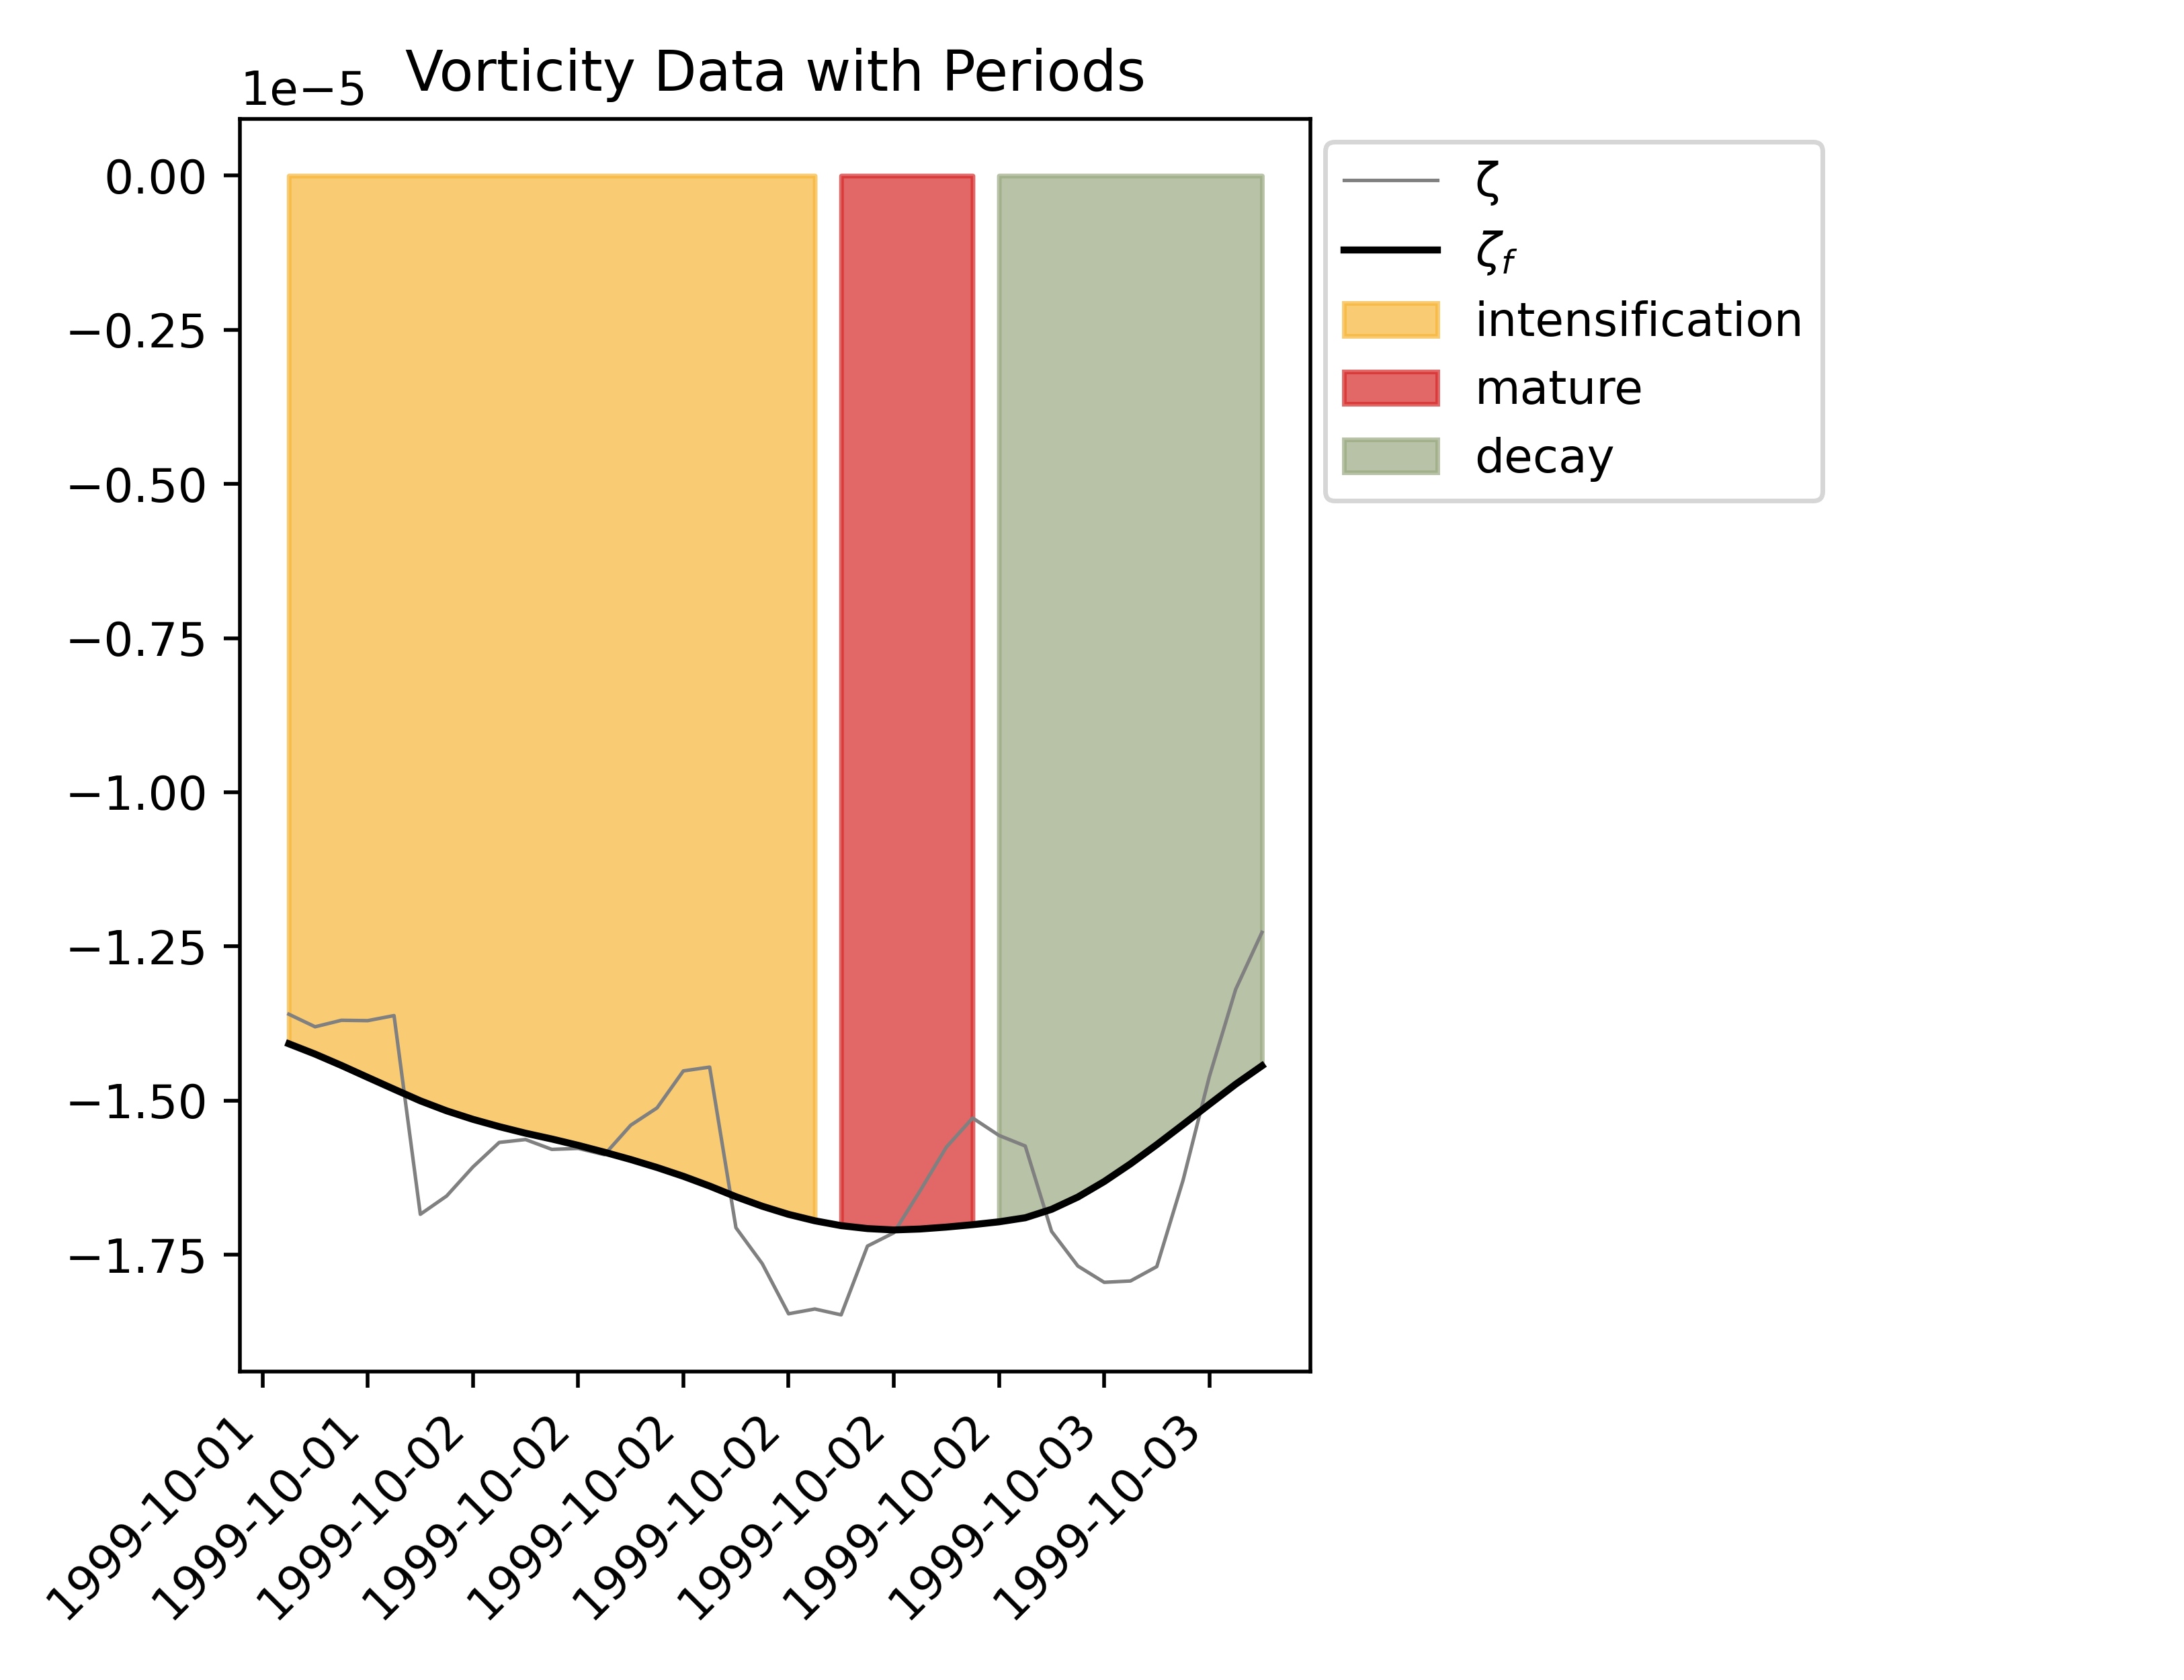 Vorticity Data with Periods
1e−5
0.00
−0.25
−0.50
−0.75
−1.00
−1.25
−1.50
−1.75
1999-10-01
1999-10-01
1999-10-02
1999-10-02
1999-10-02
1999-10-02
1999-10-02
1999-10-02
1999-10-03
1999-10-03
ζ
ζf
intensification
mature
decay